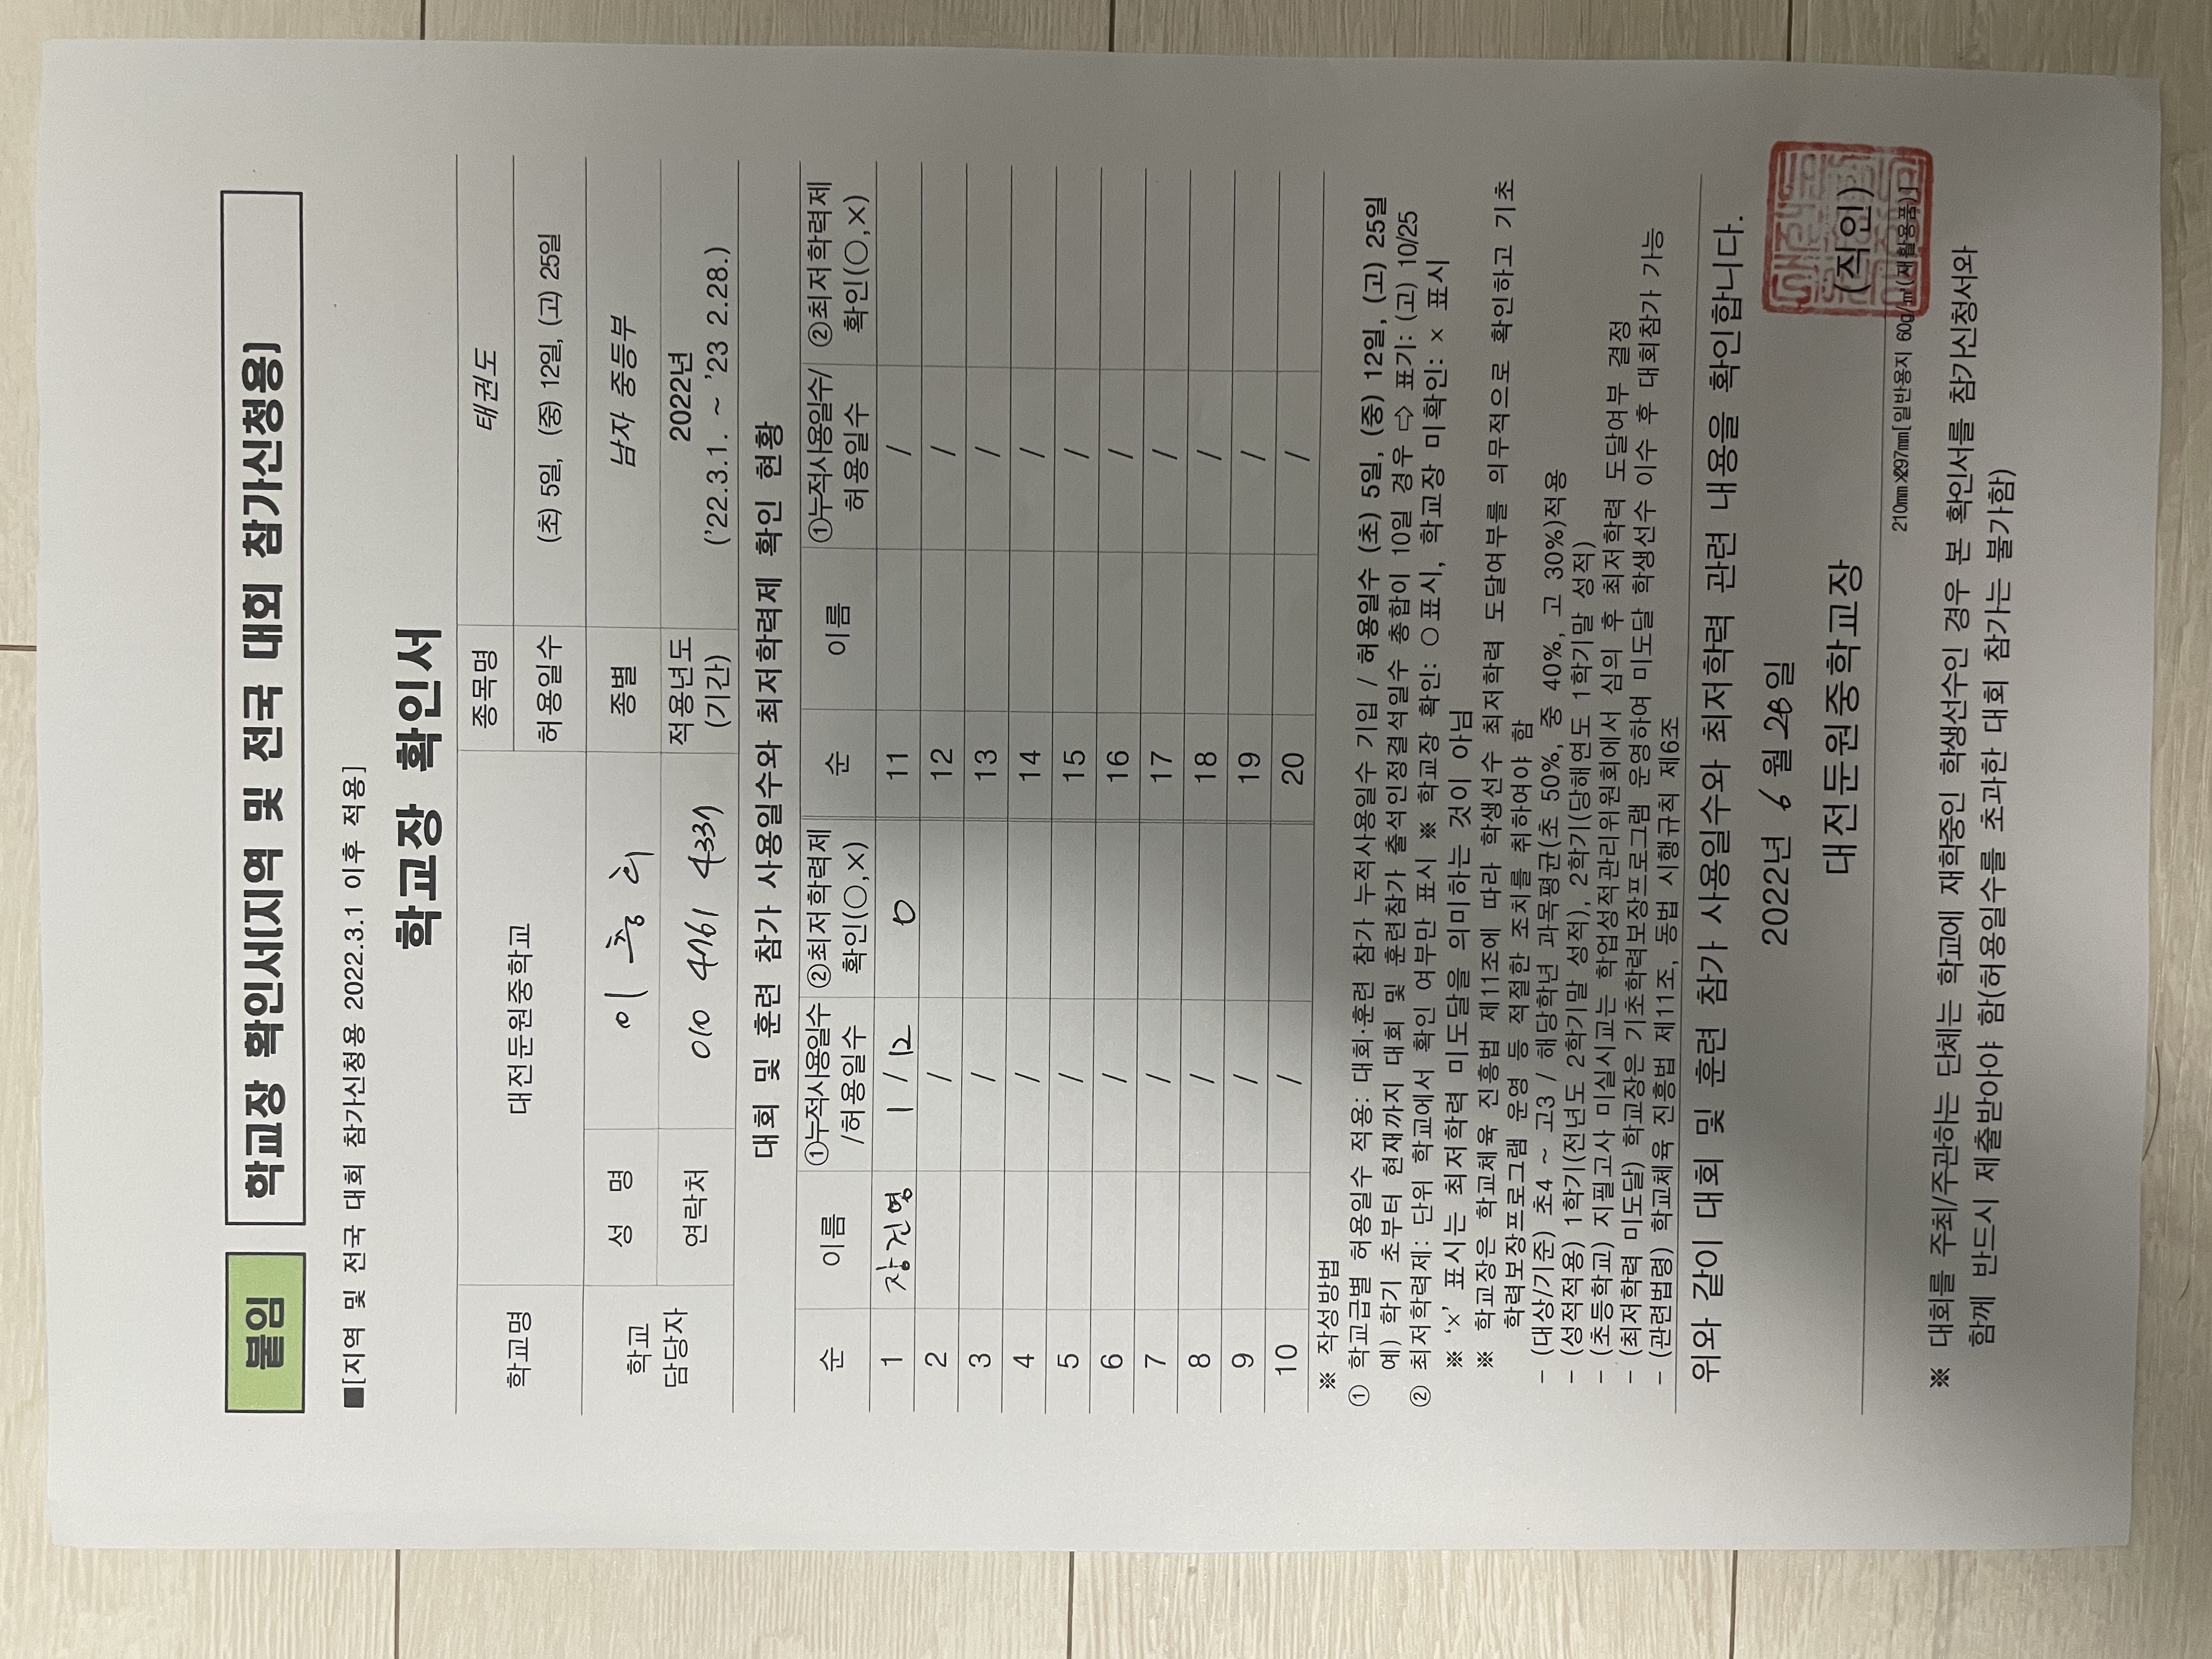 붙임
학교장 확인서(지역 및 전국 대회 참가신청용)
■[지역 및 전국 대회 참가신청용 2022.3.1 이후 적용]
학교장 확인서
학교명 대전둔원중학교 종목명 태권도
허용일수 (초) 5일, (중) 12일, (고) 25일
학교 담당자 성 명 이충희 종별 남자 중등부
연락처 010 4161 4339 적용년도 (기간) 2022년 ('22.3.1. ~ '23 2.28.)
대회 및 훈련 참가 사용일수와 최저학력제 확인 현황
순 이름 ①누적사용일수/허용일수 ②최저학력제 확인(○,×) 순 이름 ①누적사용일수/허용일수 ②최저학력제 확인(○,×)
1 장건영 1 / 12 0 11 /
2 / 12 /
3 / 13 /
4 / 14 /
5 / 15 /
6 / 16 /
7 / 17 /
8 / 18 /
9 / 19 /
10 / 20 /
※ 작성방법
① 학교급별 허용일수 적용: 대회·훈련 참가 누적사용일수 기입 / 허용일수 (초) 5일, (중) 12일, (고) 25일
예) 학기 초부터 현재까지 대회 및 훈련참가 출석인정결석일수 총합이 10일 경우 ⇨ 표기: (고) 10/25
② 최저학력제: 단위 학교에서 확인 여부만 표시 ※ 학교장 확인: ○표시, 학교장 미확인: × 표시
※ '×' 표시는 최저학력 미도달을 의미하는 것이 아님
※ 학교장은 학교체육 진흥법 제11조에 따라 학생선수 최저학력 도달여부를 의무적으로 확인하고 기초
학력보장프로그램 운영 등 적절한 조치를 취하여야 함
- (대상/기준) 초4 ~ 고3 / 해당학년 과목평균(초 50%, 중 40%, 고 30%)적용
- (성적적용) 1학기(전년도 2학기말 성적), 2학기(당해연도 1학기말 성적)
- (초등학교) 지필고사 미실시교는 학업성적관리위원회에서 심의 후 최저학력 도달여부 결정
- (최저학력 미도달) 학교장은 기초학력보장프로그램 운영하여 미도달 학생선수 이수 후 대회참가 가능
- (관련법령) 학교체육 진흥법 제11조, 동법 시행규칙 제6조
위와 같이 대회 및 훈련 참가 사용일수와 최저학력 관련 내용을 확인합니다.
2022년 6월 28일
대전둔원중학교장 (직인)
210mm×297mm[일반용지 60g/㎡(재활용품)]
※ 대회를 주최/주관하는 단체는 학교에 재학중인 학생선수인 경우 본 확인서를 참가신청서와
함께 반드시 제출받아야 함(허용일수를 초과한 대회 참가는 불가함)